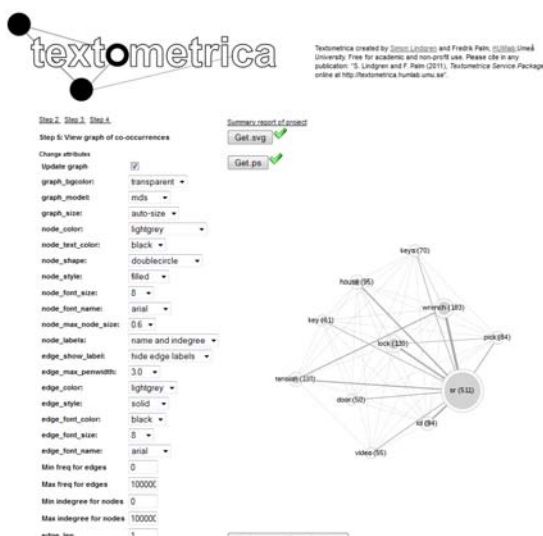 textometrica
Textometrica created by Simon Lindgren and Fredrik Palm, HUMlab,Umeå
University. Free for academic and non-profit use. Please cite in any
publication: "S. Lindgren and F. Palm (2011), Textometrica Service Package
online at http://textometrica.humlab.umu.se".
Step 2 Step 3 Step 4
Summary report of project
Step 5: View graph of co-occurrences
Get.svg
Change attributes
Update graph
Get.ps
graph_bgcolor: transparent
graph_model: mds
graph_size: auto-size
node_color: lightgrey
node_text_color: black
node_shape: doublecircle
node_style: filled
node_font_size: 8
node_font_name: arial
node_max_node_size: 0.6
node_labels: name and indegree
edge_show_label: hide edge labels
edge_max_penwidth: 3.0
edge_color: lightgrey
edge_style: solid
edge_font_color: black
edge_font_size: 8
edge_font_name: arial
Min freq for edges 0
Max freq for edges 100000
Min indegree for nodes 0
Max indegree for nodes 100000
edge_len 1
keys (70)
house (95)
wrench (183)
key (61)
pick (84)
lock (120)
tension
sr (511)
door (50)
(94)
video (55)